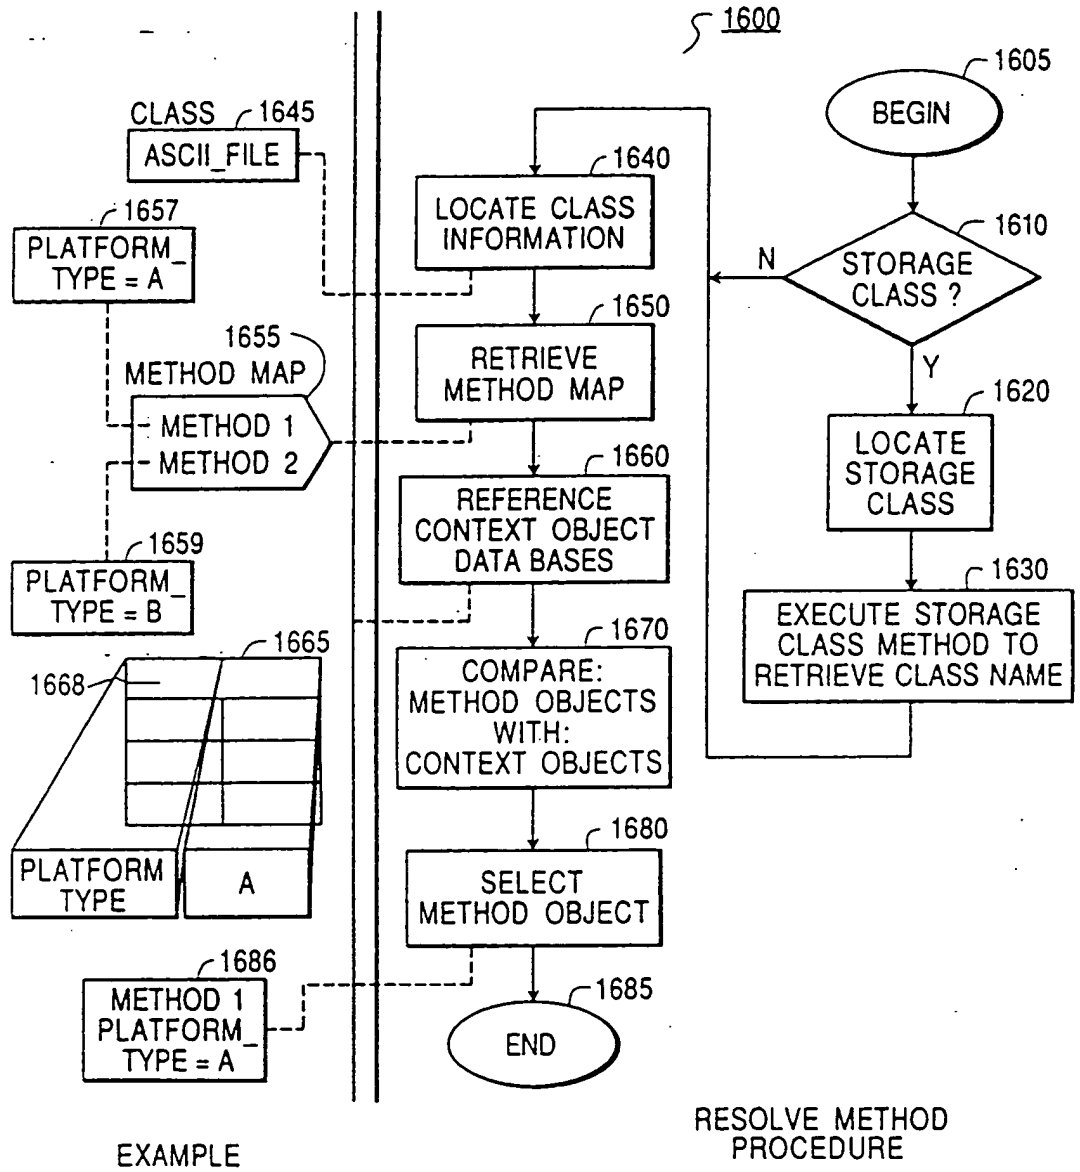 1600
1605
BEGIN
CLASS
1645
ASCII_FILE
1640
LOCATE CLASS
INFORMATION
1610
STORAGE
CLASS ?
N
Y
1657
PLATFORM_
TYPE = A
1650
RETRIEVE
METHOD MAP
1655
METHOD MAP
METHOD 1
METHOD 2
1620
LOCATE
STORAGE
CLASS
1660
REFERENCE
CONTEXT OBJECT
DATA BASES
1659
PLATFORM_
TYPE = B
1630
EXECUTE STORAGE
CLASS METHOD TO
RETRIEVE CLASS NAME
1665
1668
1670
COMPARE:
METHOD OBJECTS
WITH:
CONTEXT OBJECTS
PLATFORM
TYPE
A
1680
SELECT
METHOD OBJECT
1686
METHOD 1
PLATFORM_
TYPE = A
1685
END
EXAMPLE
RESOLVE METHOD
PROCEDURE